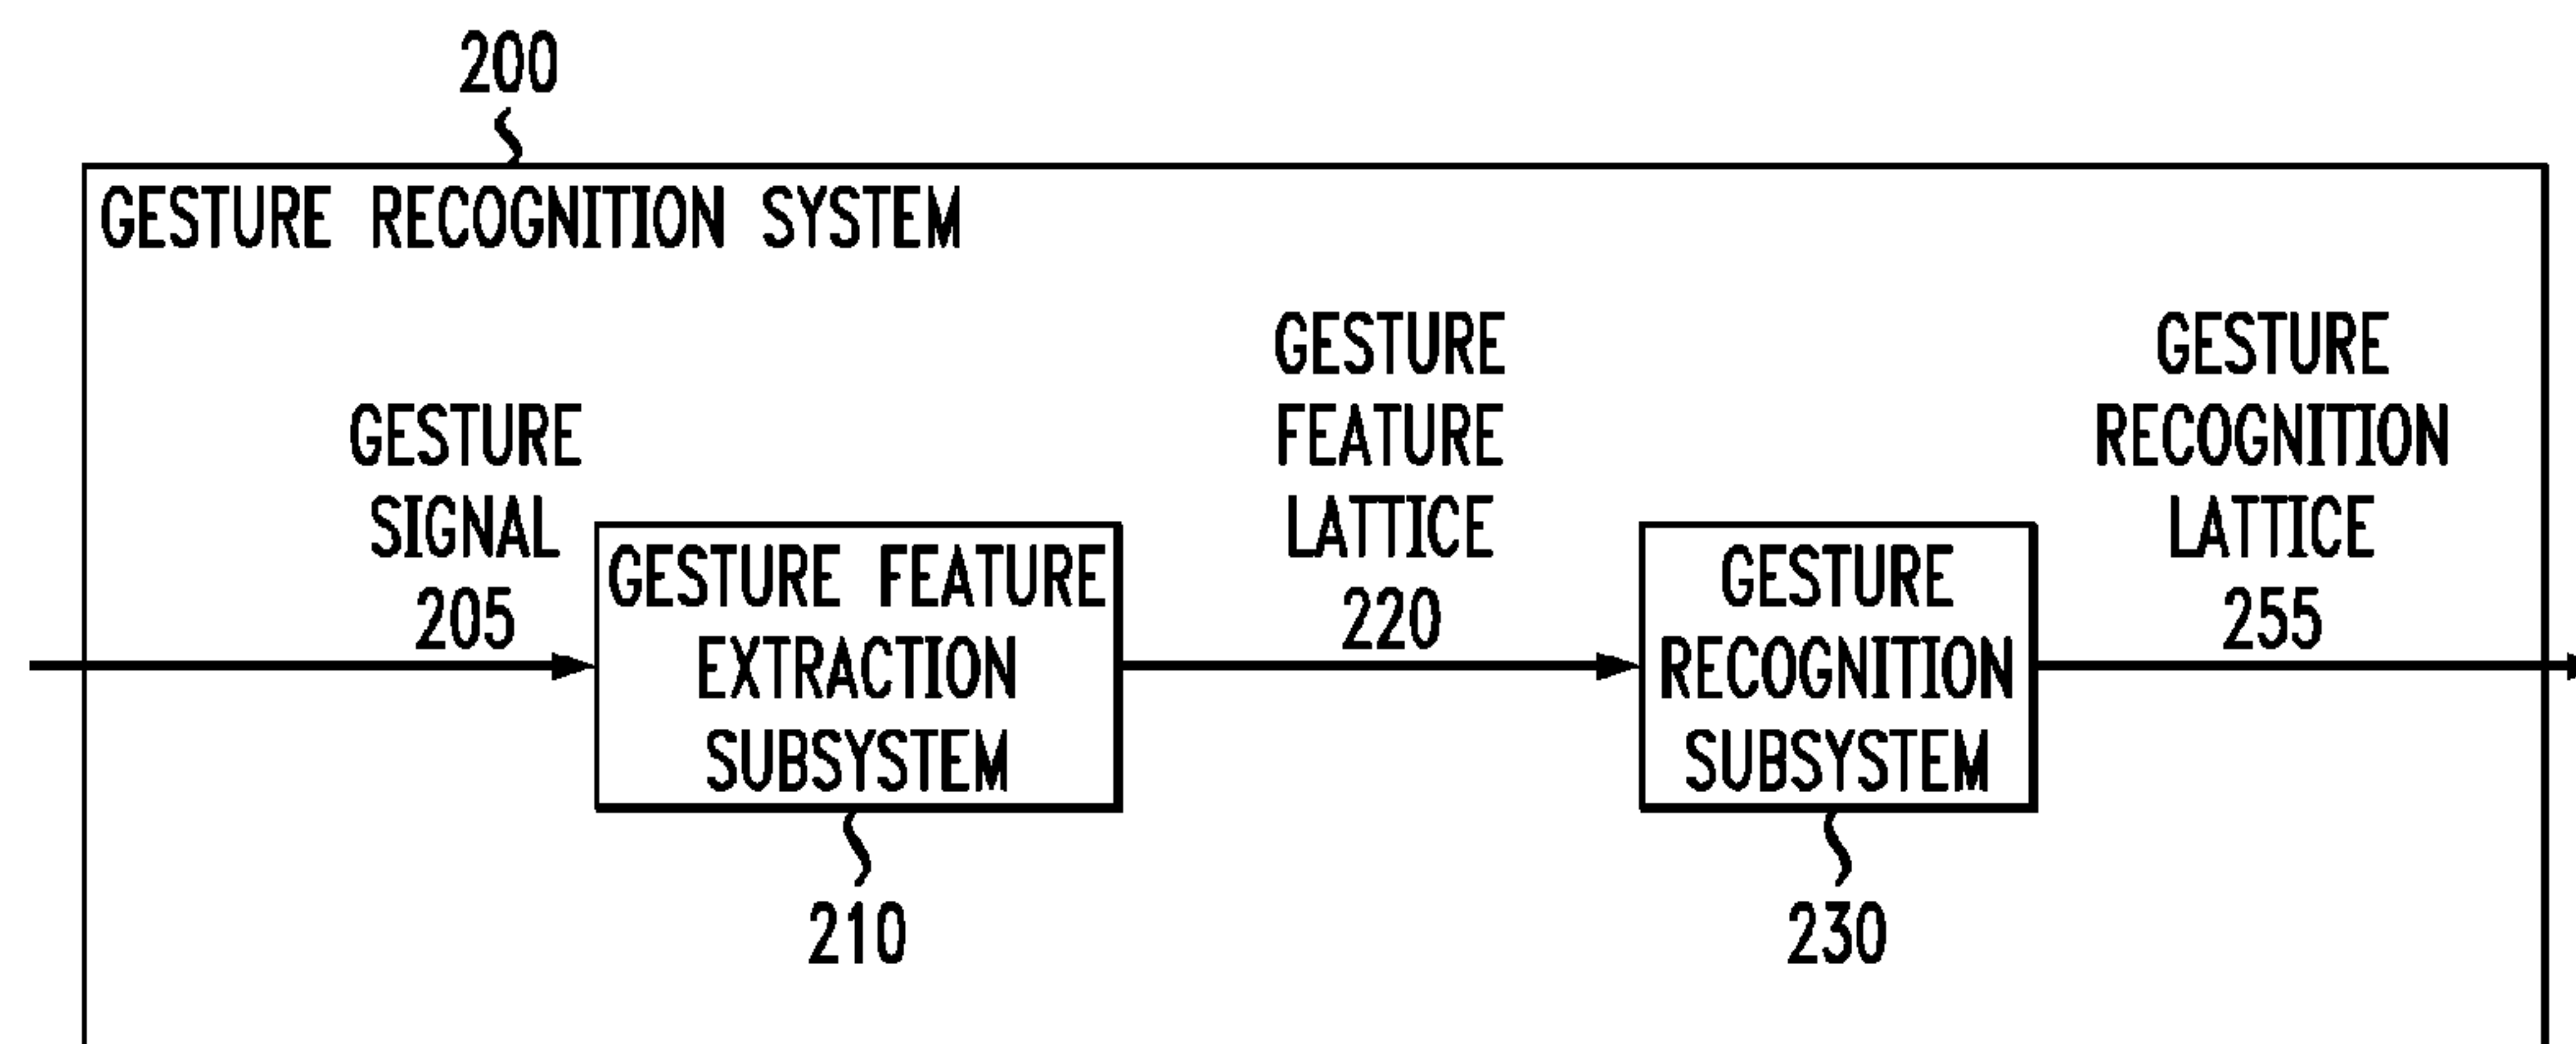 200
GESTURE RECOGNITION SYSTEM
GESTURE
SIGNAL
205
GESTURE FEATURE
EXTRACTION
SUBSYSTEM
210
GESTURE
FEATURE
LATTICE
220
GESTURE
RECOGNITION
SUBSYSTEM
230
GESTURE
RECOGNITION
LATTICE
255